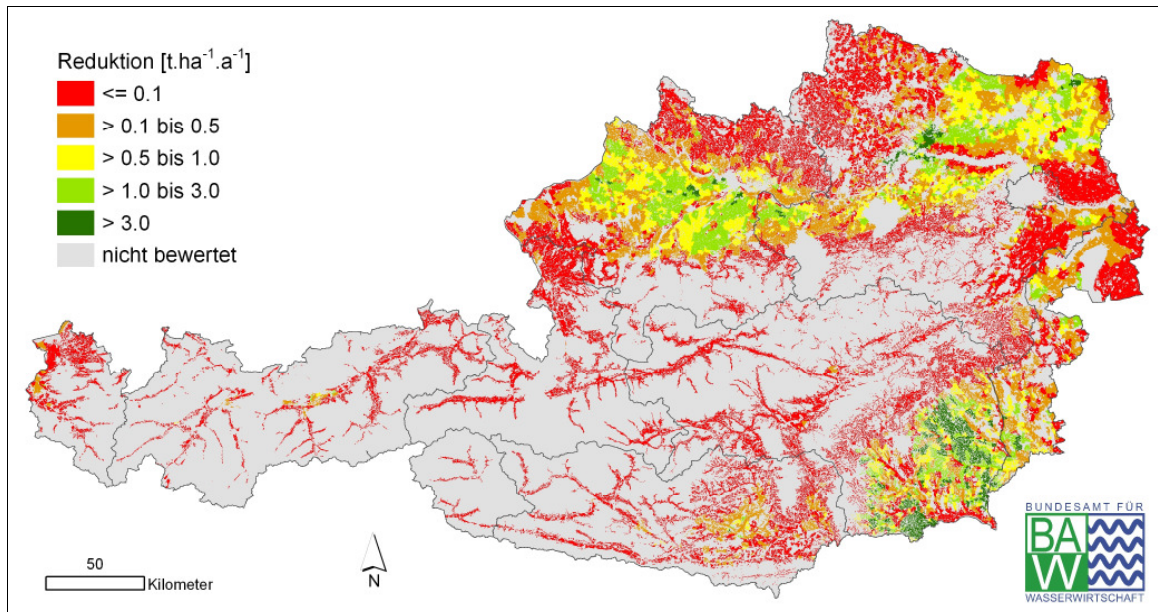 Reduktion [t.ha⁻¹.a⁻¹]
<= 0.1
> 0.1 bis 0.5
> 0.5 bis 1.0
> 1.0 bis 3.0
> 3.0
nicht bewertet
50
Kilometer
N
BUNDESAMT FÜR
BA
W
WASSERWIRTSCHAFT